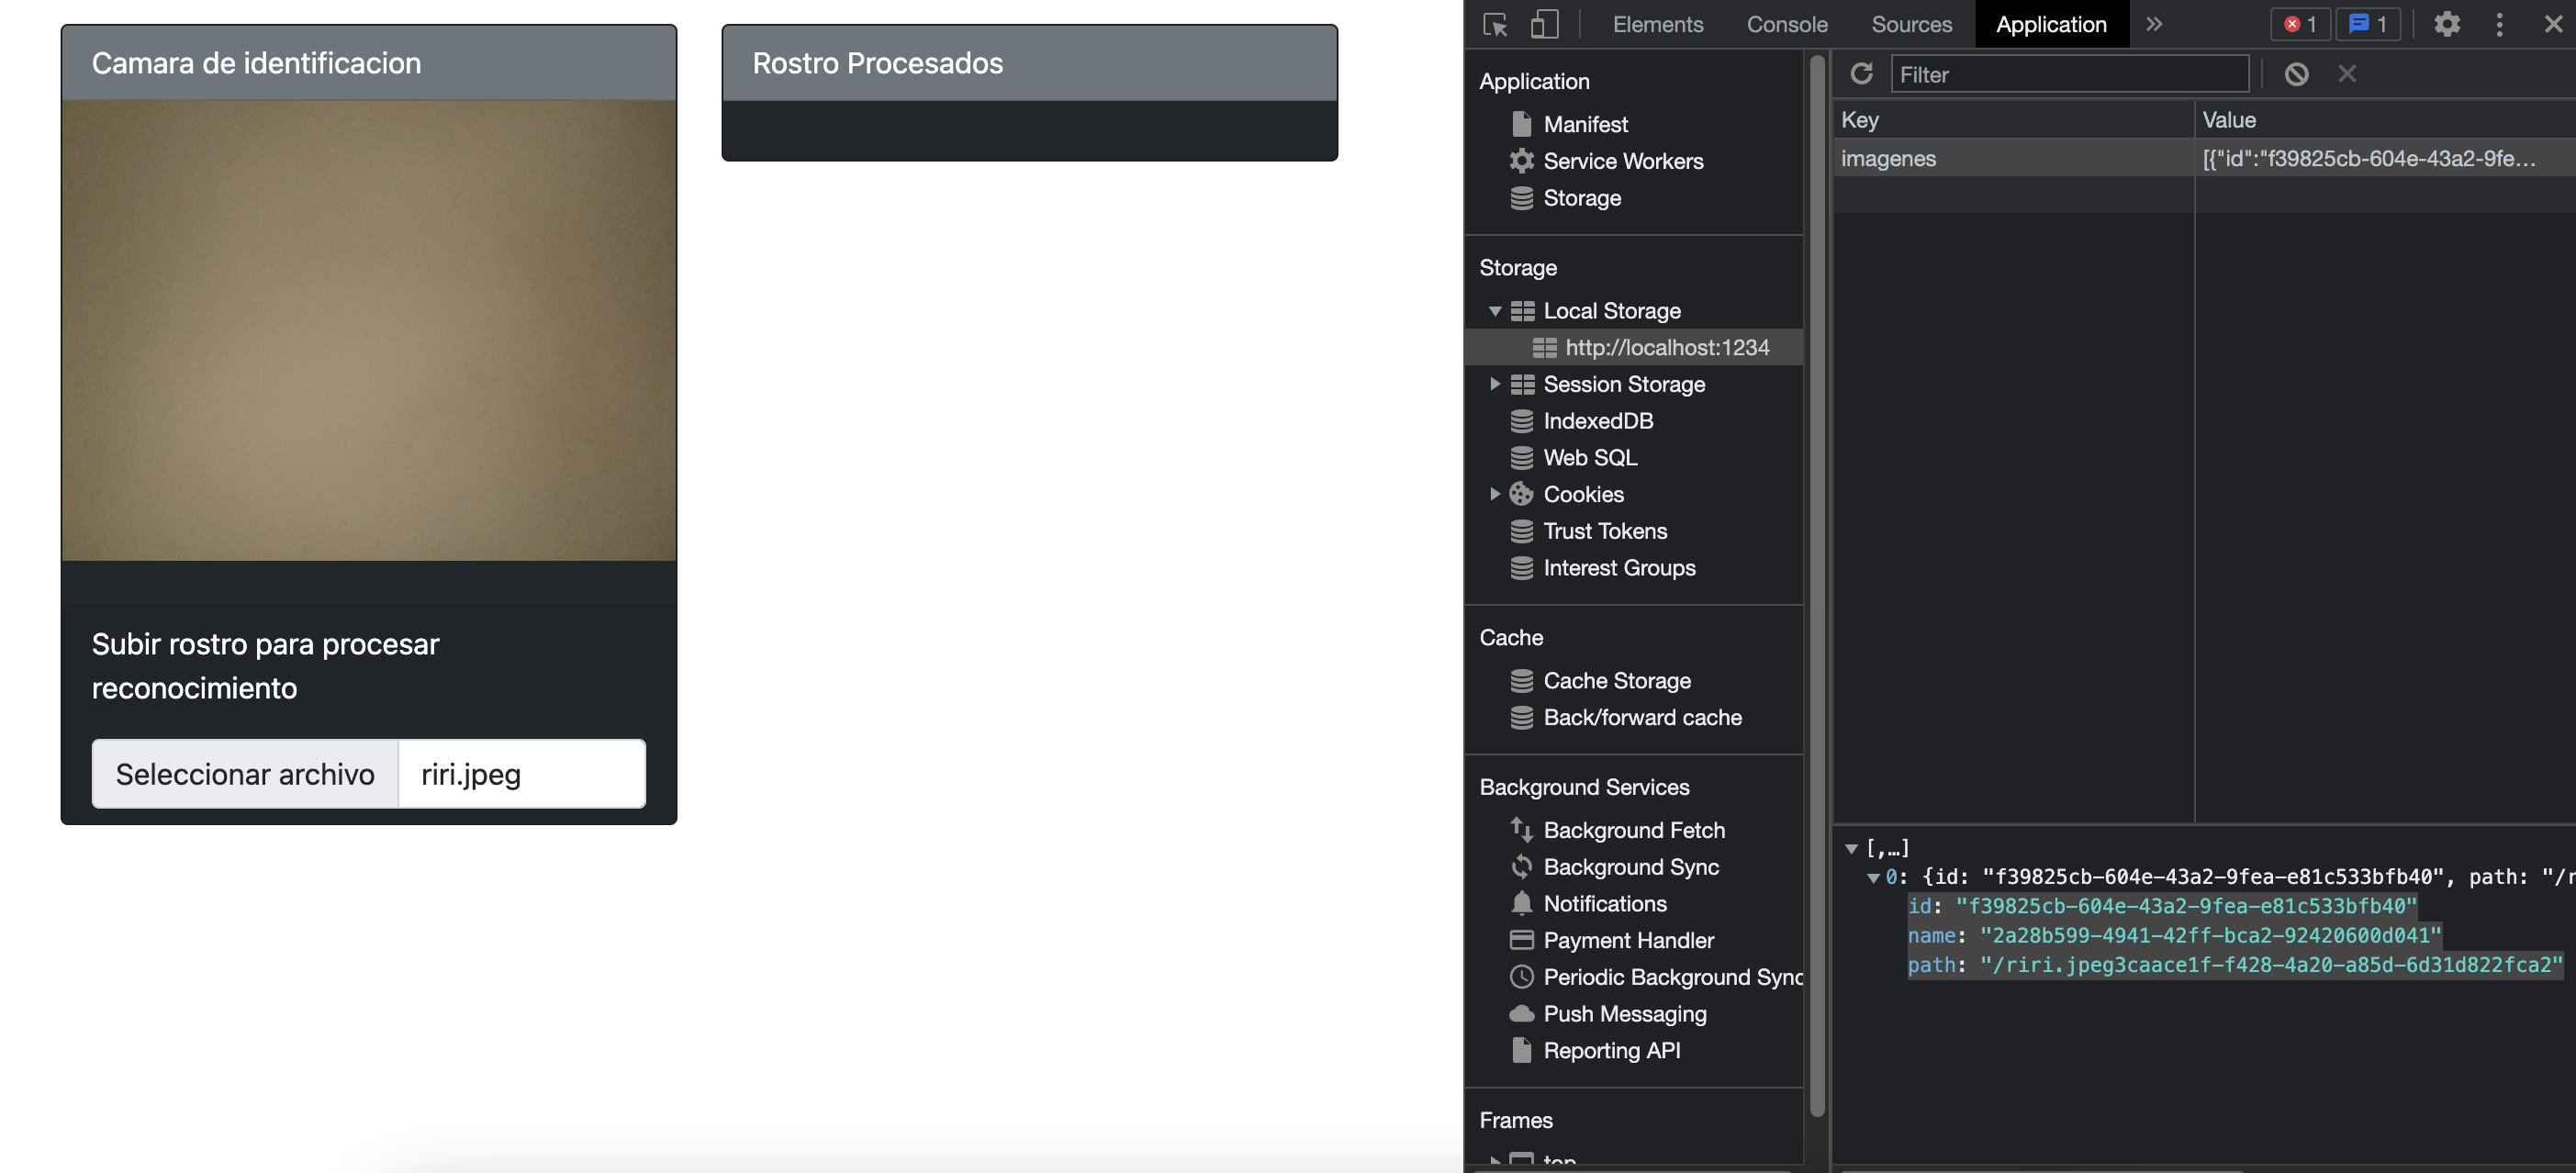 Camara de identificacion
Subir rostro para procesar
reconocimiento
Seleccionar archivo riri.jpeg
Rostro Procesados
Elements Console Sources Application » 1 1
Application
Manifest
Service Workers
Storage
Storage
Local Storage
http://localhost:1234
Session Storage
IndexedDB
Web SQL
Cookies
Trust Tokens
Interest Groups
Cache
Cache Storage
Back/forward cache
Background Services
Background Fetch
Background Sync
Notifications
Payment Handler
Periodic Background Sync
Push Messaging
Reporting API
Frames
top
Filter
Key Value
imagenes [{"id":"f39825cb-604e-43a2-9fe…
[,…]
0: {id: "f39825cb-604e-43a2-9fea-e81c533bfb40", path: "/r
id: "f39825cb-604e-43a2-9fea-e81c533bfb40"
name: "2a28b599-4941-42ff-bca2-92420600d041"
path: "/riri.jpeg3caace1f-f428-4a20-a85d-6d31d822fca2"